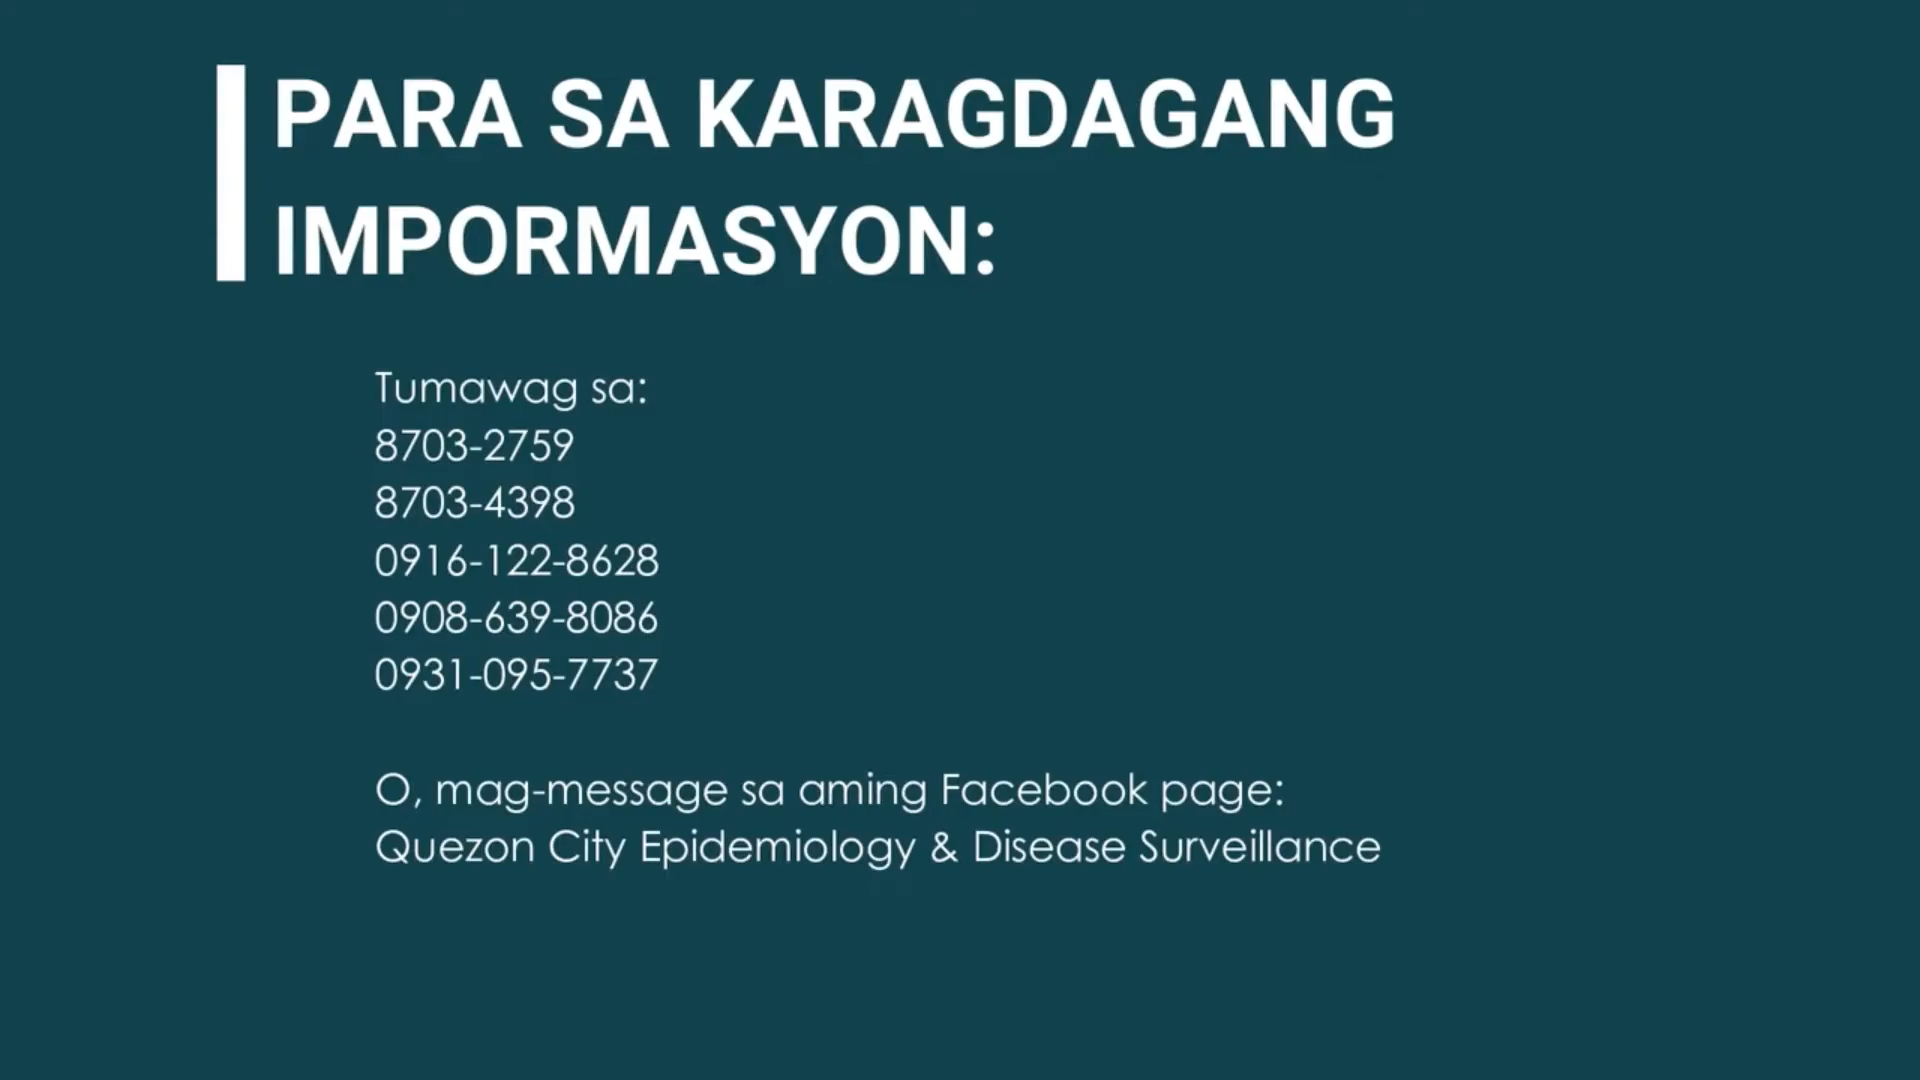 PARA SA KARAGDAGANG
IMPORMASYON:
Tumawag sa:
8703-2759
8703-4398
0916-122-8628
0908-639-8086
0931-095-7737
O, mag-message sa aming Facebook page:
Quezon City Epidemiology & Disease Surveillance